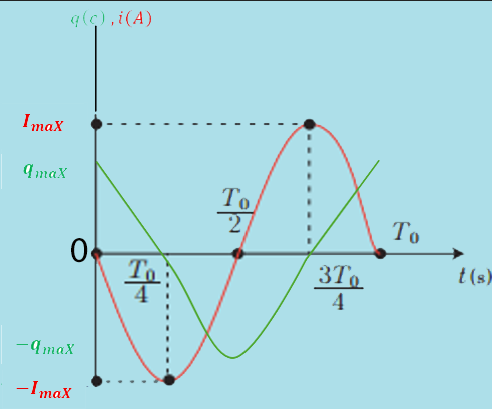 q(c) , i(A)
I_maX
q_maX
T_0/2
0
T_0
T_0/4
3T_0/4
t(s)
-q_maX
-I_maX